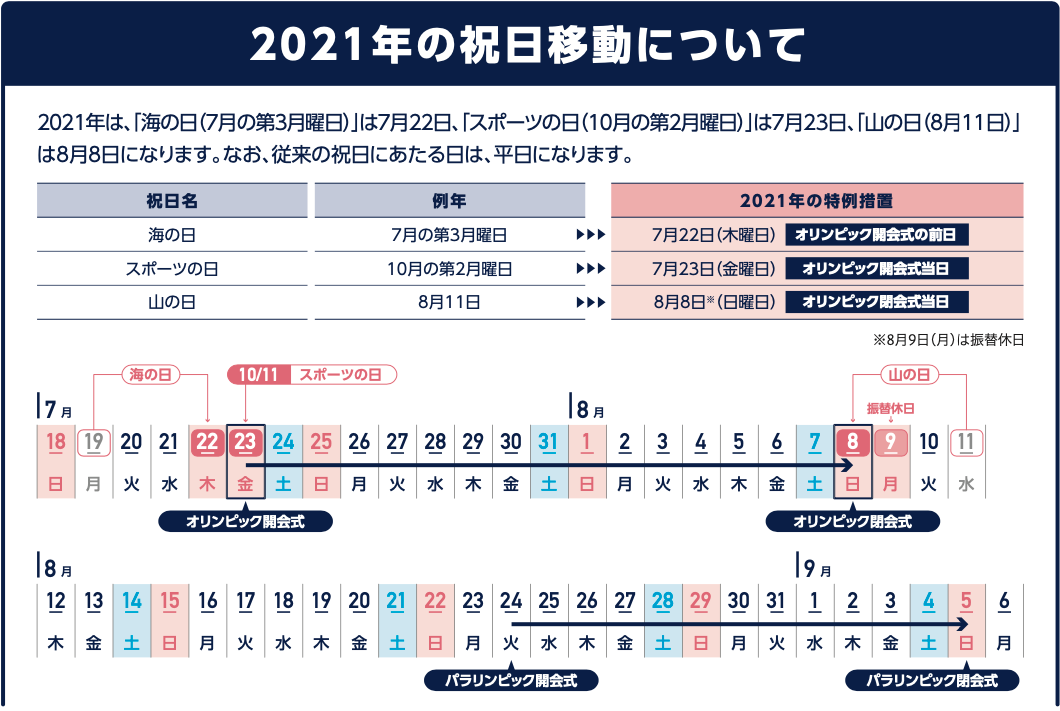 2021年の祝日移動について
2021年は、「海の日（7月の第3月曜日）」は7月22日、「スポーツの日（10月の第2月曜日）」は7月23日、「山の日（8月11日）」
は8月8日になります。なお、従来の祝日にあたる日は、平日になります。
祝日名 例年 2021年の特例措置
海の日 7月の第3月曜日 ▶▶▶ 7月22日（木曜日） オリンピック開会式の前日
スポーツの日 10月の第2月曜日 ▶▶▶ 7月23日（金曜日） オリンピック開会式当日
山の日 8月11日 ▶▶▶ 8月8日※（日曜日） オリンピック閉会式当日
※8月9日（月）は振替休日
海の日 10/11 スポーツの日 山の日
振替休日
7月 8月
18 19 20 21 22 23 24 25 26 27 28 29 30 31 1 2 3 4 5 6 7 8 9 10 11
日 月 火 水 木 金 土 日 月 火 水 木 金 土 日 月 火 水 木 金 土 日 月 火 水
オリンピック開会式 オリンピック閉会式
8月 9月
12 13 14 15 16 17 18 19 20 21 22 23 24 25 26 27 28 29 30 31 1 2 3 4 5 6
木 金 土 日 月 火 水 木 金 土 日 月 火 水 木 金 土 日 月 火 水 木 金 土 日 月
パラリンピック開会式 パラリンピック閉会式